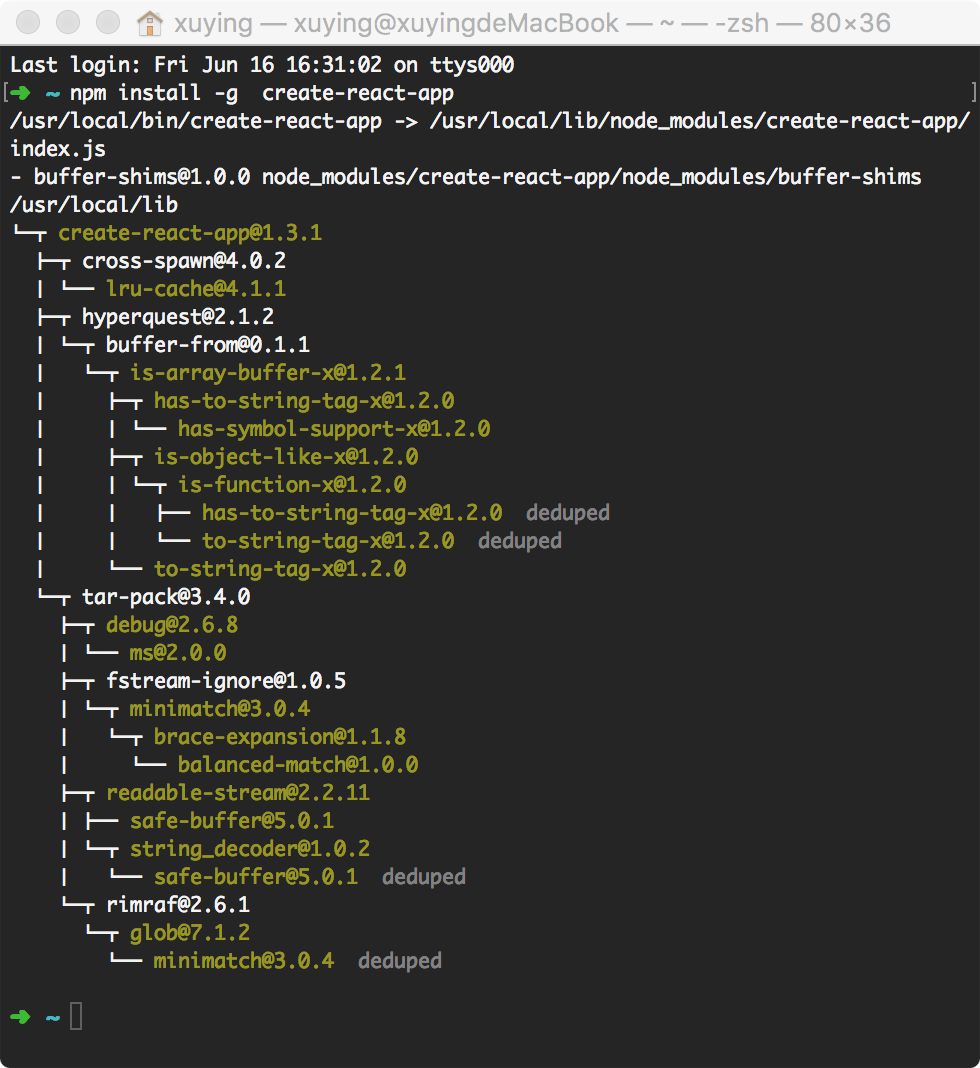 xuying — xuying@xuyingdeMacBook — ~ — -zsh — 80×36
Last login: Fri Jun 16 16:31:02 on ttys000
[➜  ~ npm install -g  create-react-app ]
/usr/local/bin/create-react-app -> /usr/local/lib/node_modules/create-react-app/
index.js
- buffer-shims@1.0.0 node_modules/create-react-app/node_modules/buffer-shims
/usr/local/lib
└─┬ create-react-app@1.3.1
  ├─┬ cross-spawn@4.0.2
  | └── lru-cache@4.1.1
  ├─┬ hyperquest@2.1.2
  | └─┬ buffer-from@0.1.1
  |   └─┬ is-array-buffer-x@1.2.1
  |     ├─┬ has-to-string-tag-x@1.2.0
  |     | └── has-symbol-support-x@1.2.0
  |     ├─┬ is-object-like-x@1.2.0
  |     | └─┬ is-function-x@1.2.0
  |     |   ├── has-to-string-tag-x@1.2.0  deduped
  |     |   └── to-string-tag-x@1.2.0  deduped
  |     └── to-string-tag-x@1.2.0
  └─┬ tar-pack@3.4.0
    ├─┬ debug@2.6.8
    | └── ms@2.0.0
    ├─┬ fstream-ignore@1.0.5
    | └─┬ minimatch@3.0.4
    |   └─┬ brace-expansion@1.1.8
    |     └── balanced-match@1.0.0
    ├─┬ readable-stream@2.2.11
    | ├── safe-buffer@5.0.1
    | └─┬ string_decoder@1.0.2
    |   └── safe-buffer@5.0.1  deduped
    └─┬ rimraf@2.6.1
      └─┬ glob@7.1.2
        └── minimatch@3.0.4  deduped
➜  ~